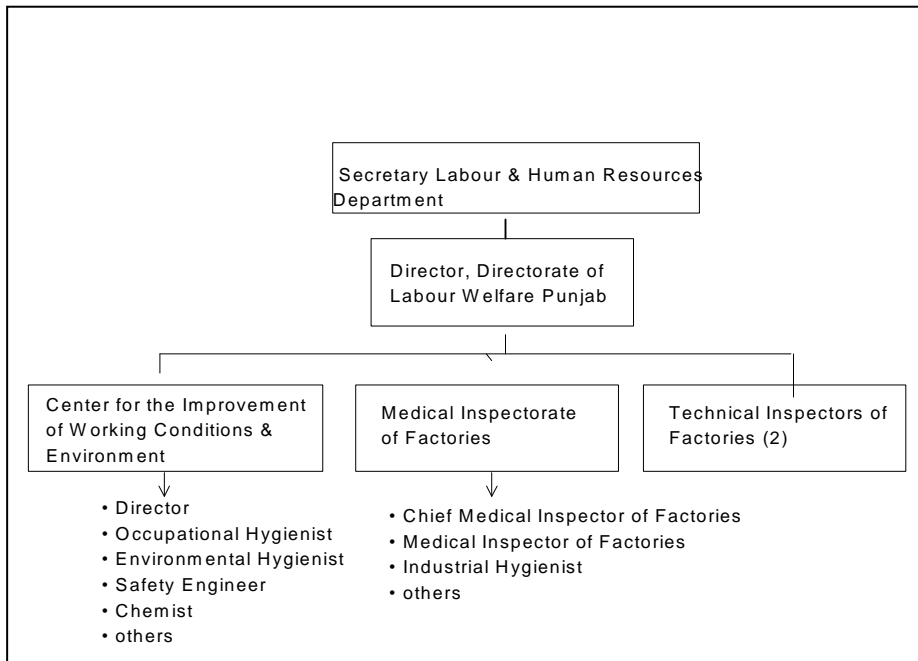 Secretary Labour & Human Resources
Department
Director, Directorate of
Labour Welfare Punjab
Center for the Improvement
of Working Conditions &
Environment
Medical Inspectorate
of Factories
Technical Inspectors of
Factories (2)
• Director
• Occupational Hygienist
• Environmental Hygienist
• Safety Engineer
• Chemist
• others
• Chief Medical Inspector of Factories
• Medical Inspector of Factories
• Industrial Hygienist
• others